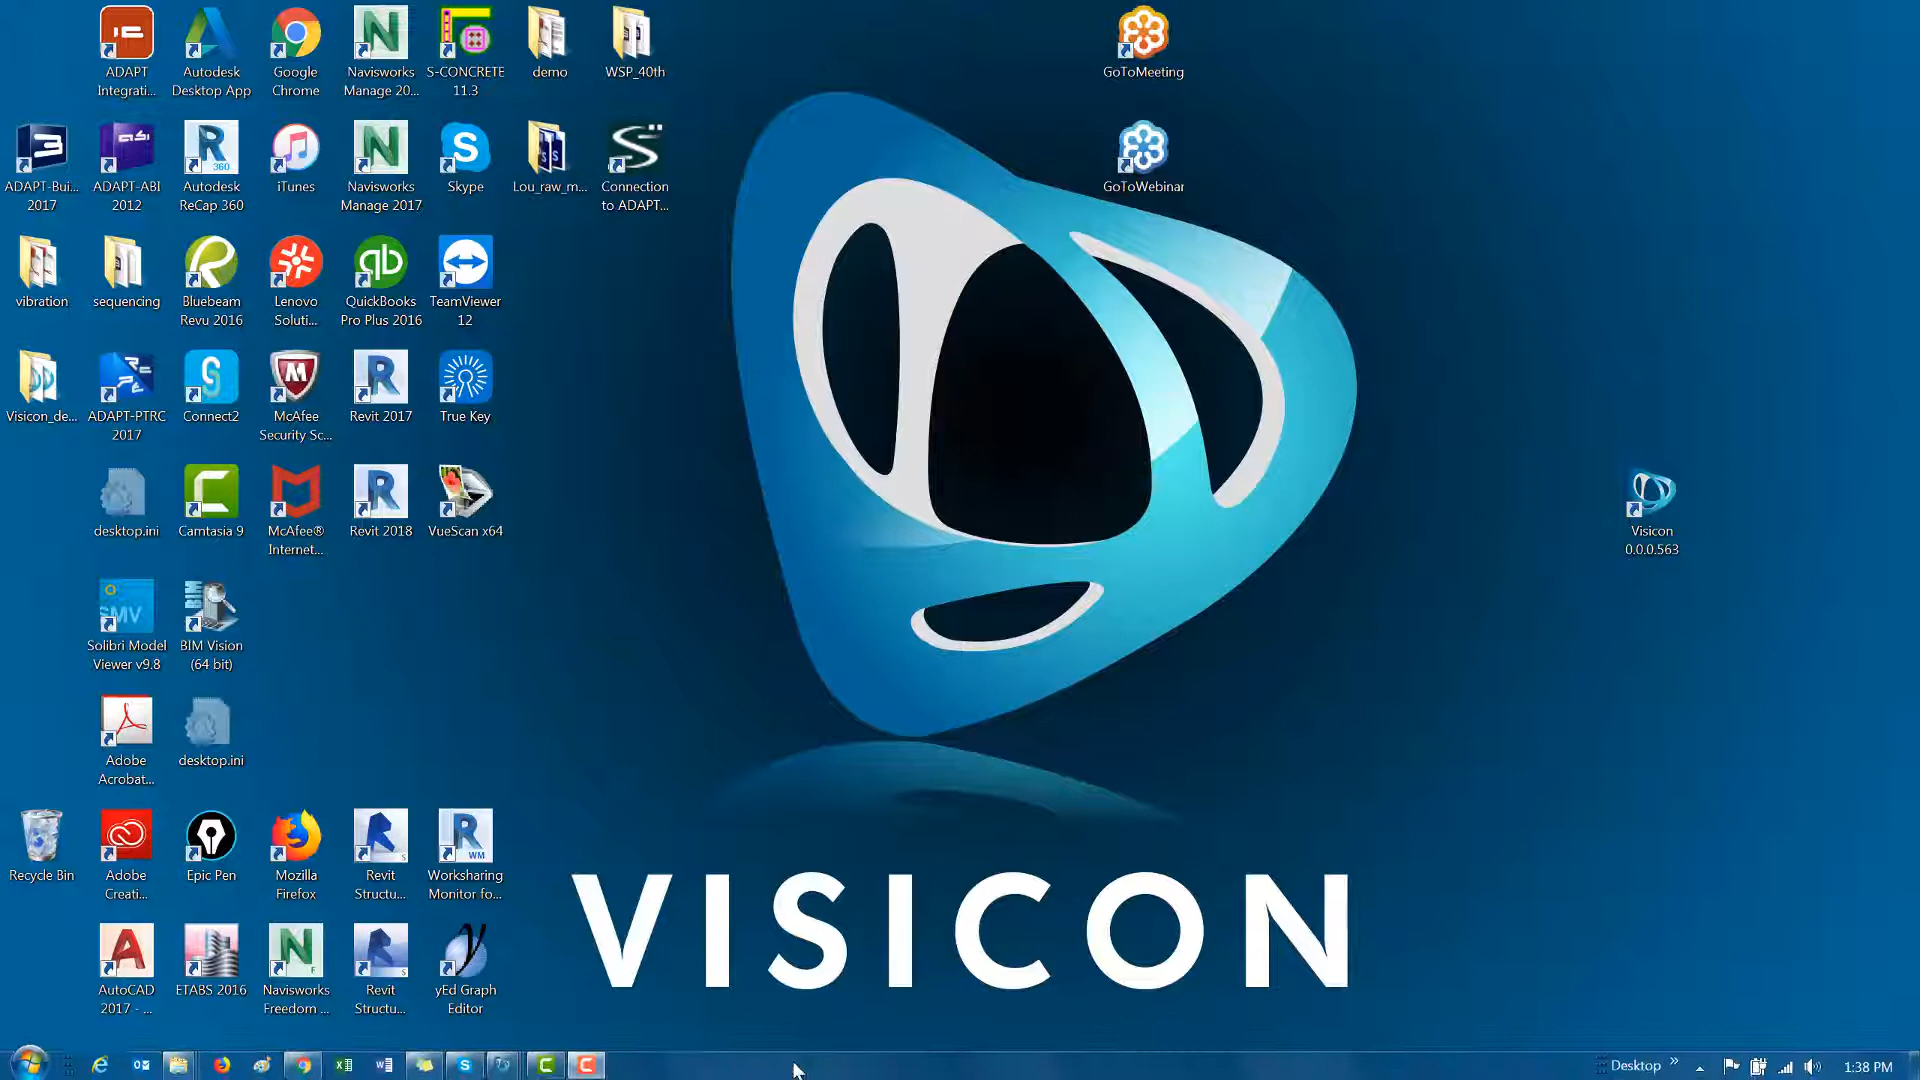 ADAPT
Integrati...
Autodesk
Desktop App
Google
Chrome
Navisworks
Manage 20...
S-CONCRETE
11.3
demo
WSP_40th
GoToMeeting
ADAPT-Bui...
2017
ADAPT-ABI
2012
360
Autodesk
ReCap 360
iTunes
Navisworks
Manage 2017
Skype
Lou_raw_m...
Connection
to ADAPT...
GoToWebinar
vibration
sequencing
Bluebeam
Revu 2016
Lenovo
Soluti...
QuickBooks
Pro Plus 2016
TeamViewer
12
Visicon_de...
ADAPT-PTRC
2017
Connect2
McAfee
Security Sc...
Revit 2017
True Key
desktop.ini
Camtasia 9
McAfee®
Internet...
Revit 2018
VueScan x64
Visicon
0.0.0.563
SMV
Solibri Model
Viewer v9.8
BIM
BIM Vision
(64 bit)
Adobe
Acrobat...
desktop.ini
Recycle Bin
Adobe
Creati...
Epic Pen
Mozilla
Firefox
Revit
Structu...
WM
Worksharing
Monitor fo...
VISICON
AutoCAD
2017 - ...
ETABS 2016
Navisworks
Freedom ...
Revit
Structu...
yEd Graph
Editor
Desktop
1:38 PM